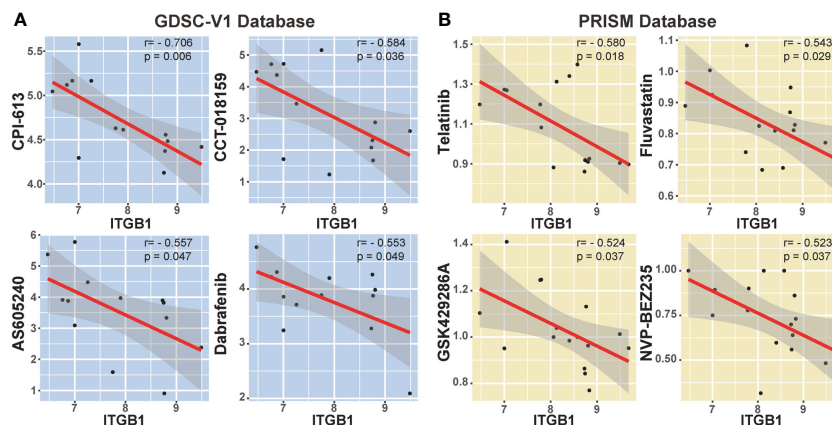 A GDSC-V1 Database
CPI-613
5.5
5.0
4.5
4.0
r= - 0.706
p = 0.006
7 8 9
ITGB1
CCT-018159
5
4
3
2
1
r= - 0.584
p = 0.036
7 8 9
ITGB1
AS605240
6
5
4
3
2
1
r= - 0.557
p = 0.047
7 8 9
ITGB1
Dabrafenib
5
4
3
2
r= - 0.553
p = 0.049
7 8 9
ITGB1
B PRISM Database
Telatinib
1.5
1.3
1.1
0.9
r= - 0.580
p = 0.018
7 8 9
ITGB1
Fluvastatin
1.1
1.0
0.9
0.8
0.7
0.6
r= - 0.543
p = 0.029
7 8 9
ITGB1
GSK429286A
1.4
1.2
1.0
0.8
r= - 0.524
p = 0.037
7 8 9
ITGB1
NVP-BEZ235
1.00
0.75
0.50
r= - 0.523
p = 0.037
7 8 9
ITGB1